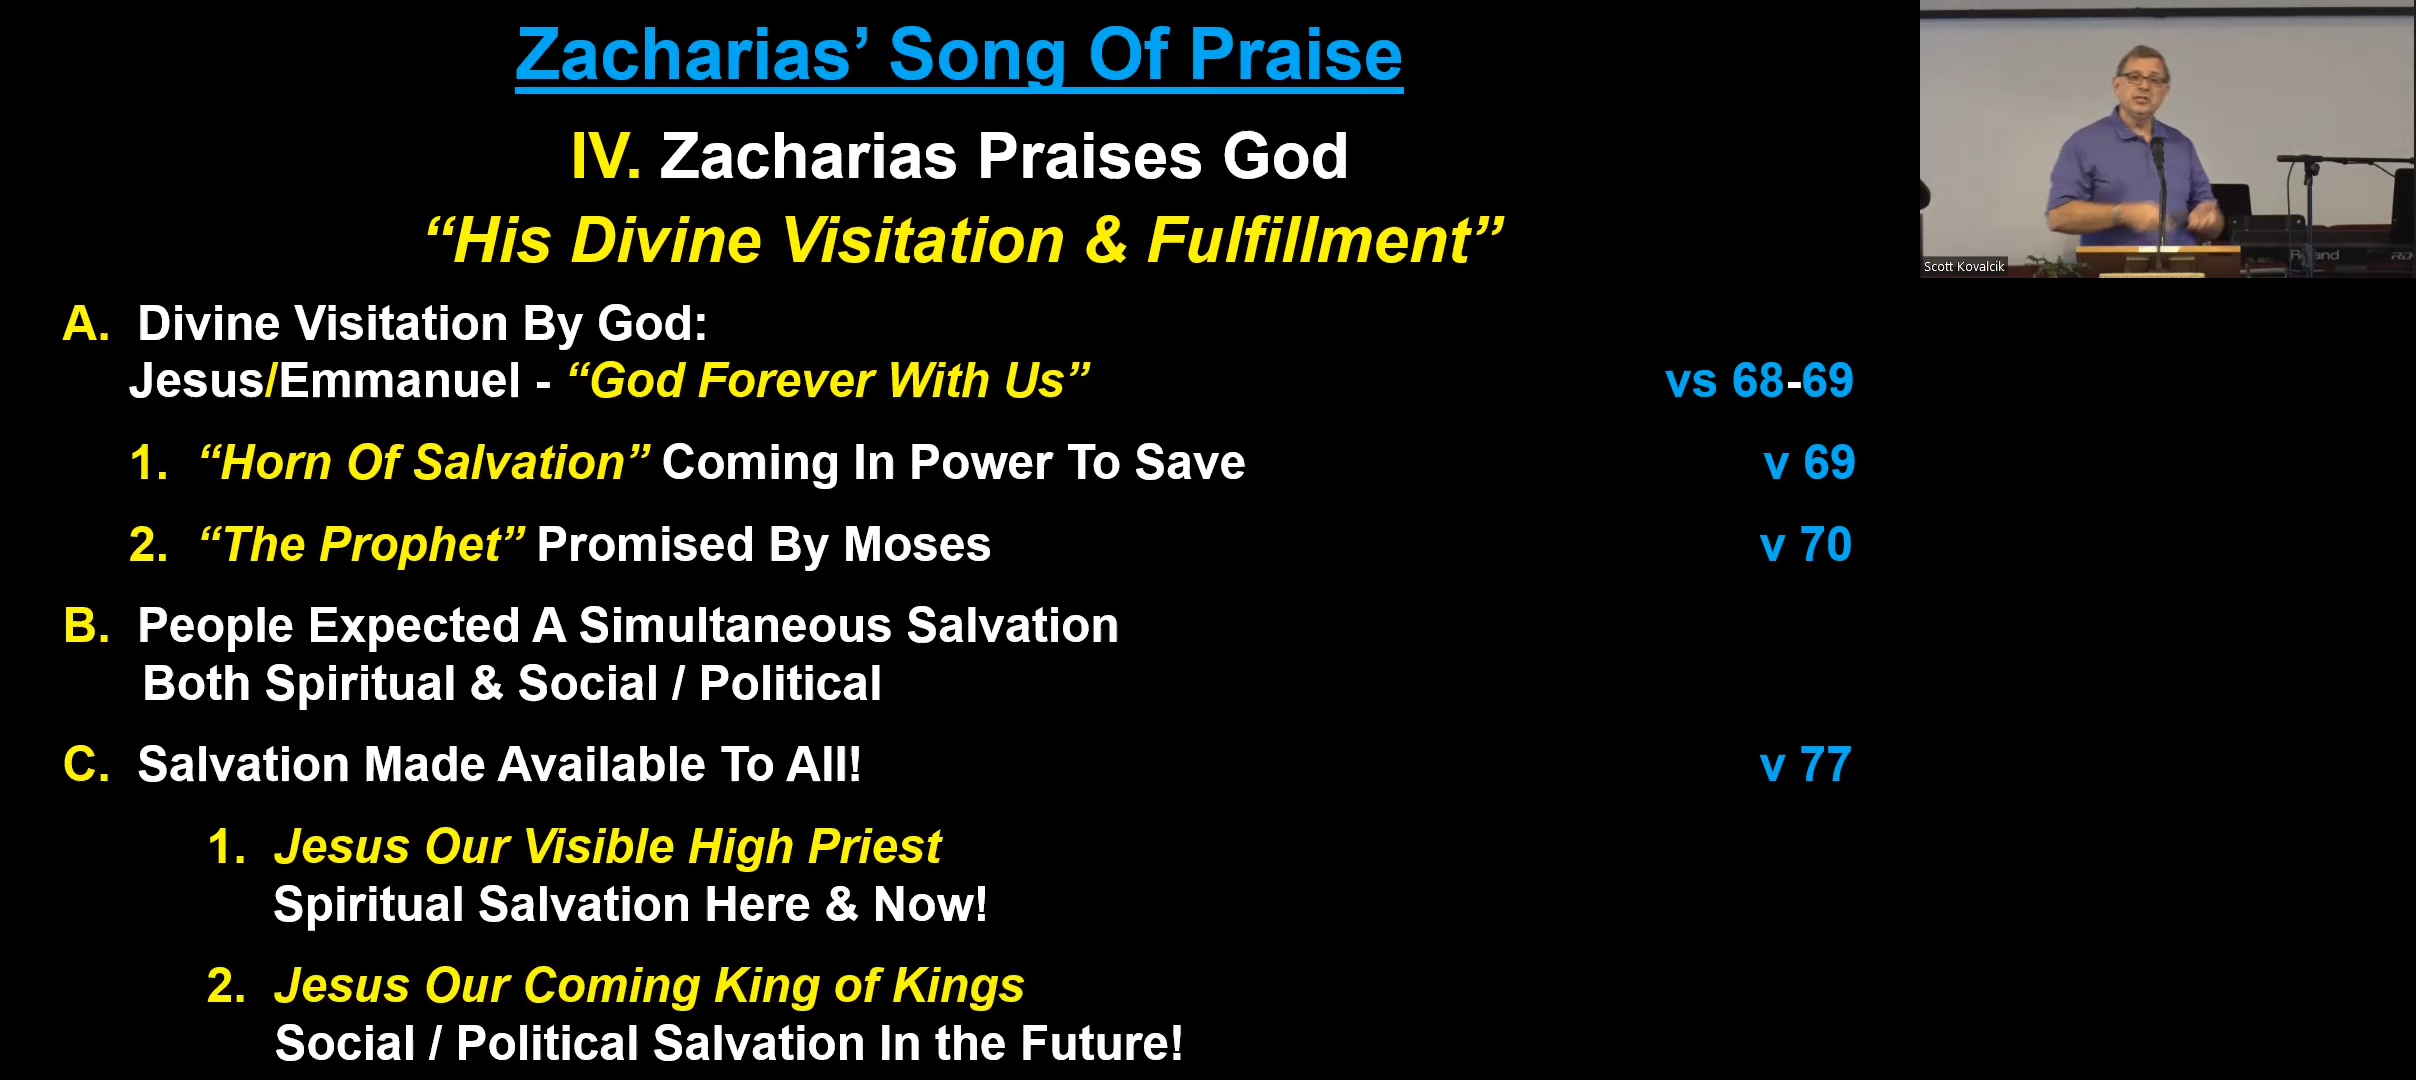 Zacharias’ Song Of Praise
IV. Zacharias Praises God
“His Divine Visitation & Fulfillment”
A. Divine Visitation By God:
Jesus/Emmanuel - “God Forever With Us” vs 68-69
1. “Horn Of Salvation” Coming In Power To Save v 69
2. “The Prophet” Promised By Moses v 70
B. People Expected A Simultaneous Salvation
Both Spiritual & Social / Political
C. Salvation Made Available To All! v 77
1. Jesus Our Visible High Priest
Spiritual Salvation Here & Now!
2. Jesus Our Coming King of Kings
Social / Political Salvation In the Future!
Scott Kovalcik
Roland